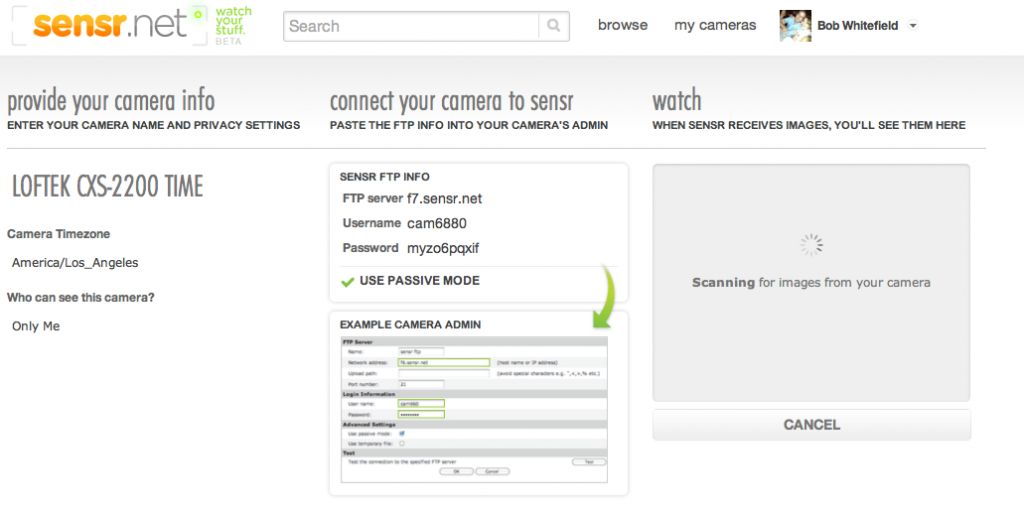 sensr.net
watch
your
stuff.
BETA
Search
browse
my cameras
Bob Whitefield
provide your camera info
ENTER YOUR CAMERA NAME AND PRIVACY SETTINGS
connect your camera to sensr
PASTE THE FTP INFO INTO YOUR CAMERA'S ADMIN
watch
WHEN SENSR RECEIVES IMAGES, YOU'LL SEE THEM HERE
LOFTEK CXS-2200 TIME
Camera Timezone
America/Los_Angeles
Who can see this camera?
Only Me
SENSR FTP INFO
FTP server f7.sensr.net
Username cam6880
Password myzo6pqxif
USE PASSIVE MODE
EXAMPLE CAMERA ADMIN
FTP Server
Name: sensr ftp
Network address: f6.sensr.net (host name or IP address)
Upload path: (avoid special characters e.g. 
Port number: 21
Login Information
User name: cam660
Password:
Advanced Settings
Use passive mode:
Use temporary file:
Test
Test the connection to the specified FTP server Test
OK Cancel
Scanning for images from your camera
CANCEL